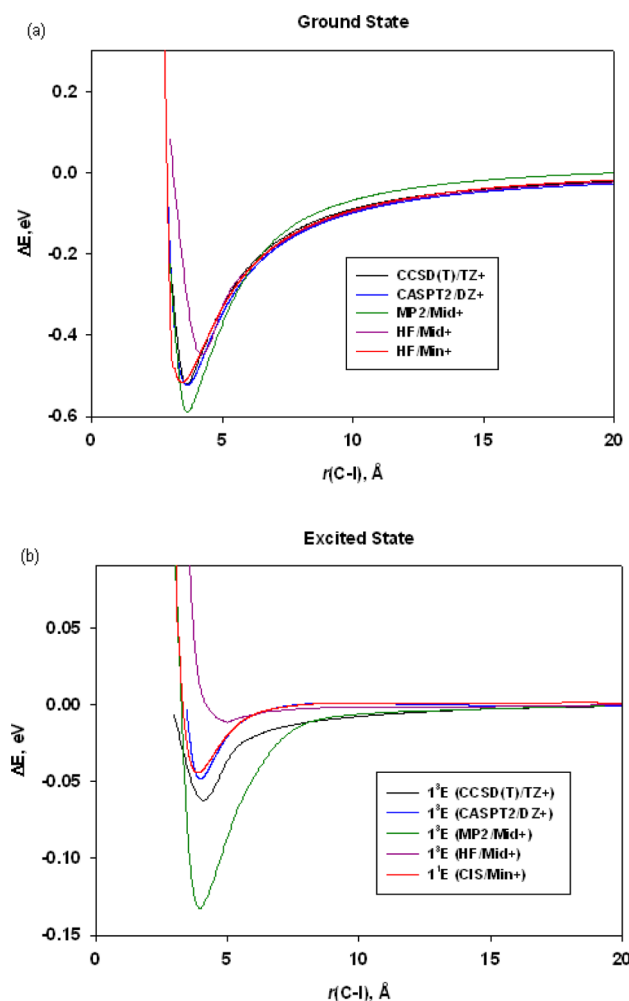 Ground State
(a)
0.2
0.0
-0.2
-0.4
-0.6
ΔE, eV
CCSD(T)/TZ+
CASPT2/DZ+
MP2/Mid+
HF/Mid+
HF/Min+
0 5 10 15 20
r(C-I), Å
Excited State
(b)
0.05
0.00
-0.05
-0.10
-0.15
ΔE, eV
1³E (CCSD(T)/TZ+)
1³E (CASPT2/DZ+)
1³E (MP2/Mid+)
1³E (HF/Mid+)
1¹E (CIS/Min+)
0 5 10 15 20
r(C-I), Å